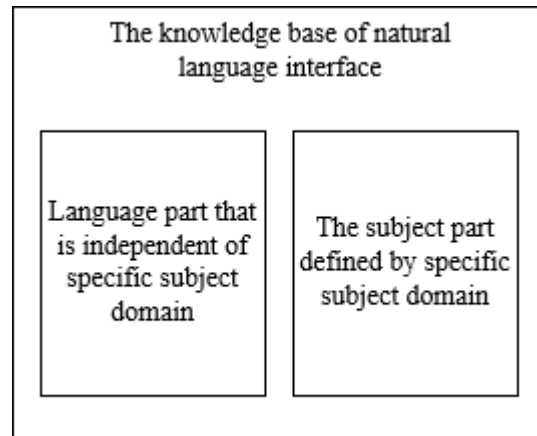 The knowledge base of natural
language interface
Language part that
is independent of
specific subject
domain
The subject part
defined by specific
subject domain